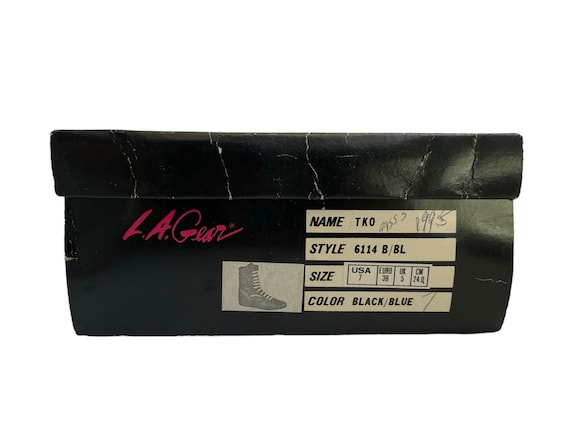 L.A.Gear
NAME TKO 1995
STYLE 6114 B/BL
SIZE USA 7 EURO 38 UK 5 CM 24.0
COLOR BLACK/BLUE 7